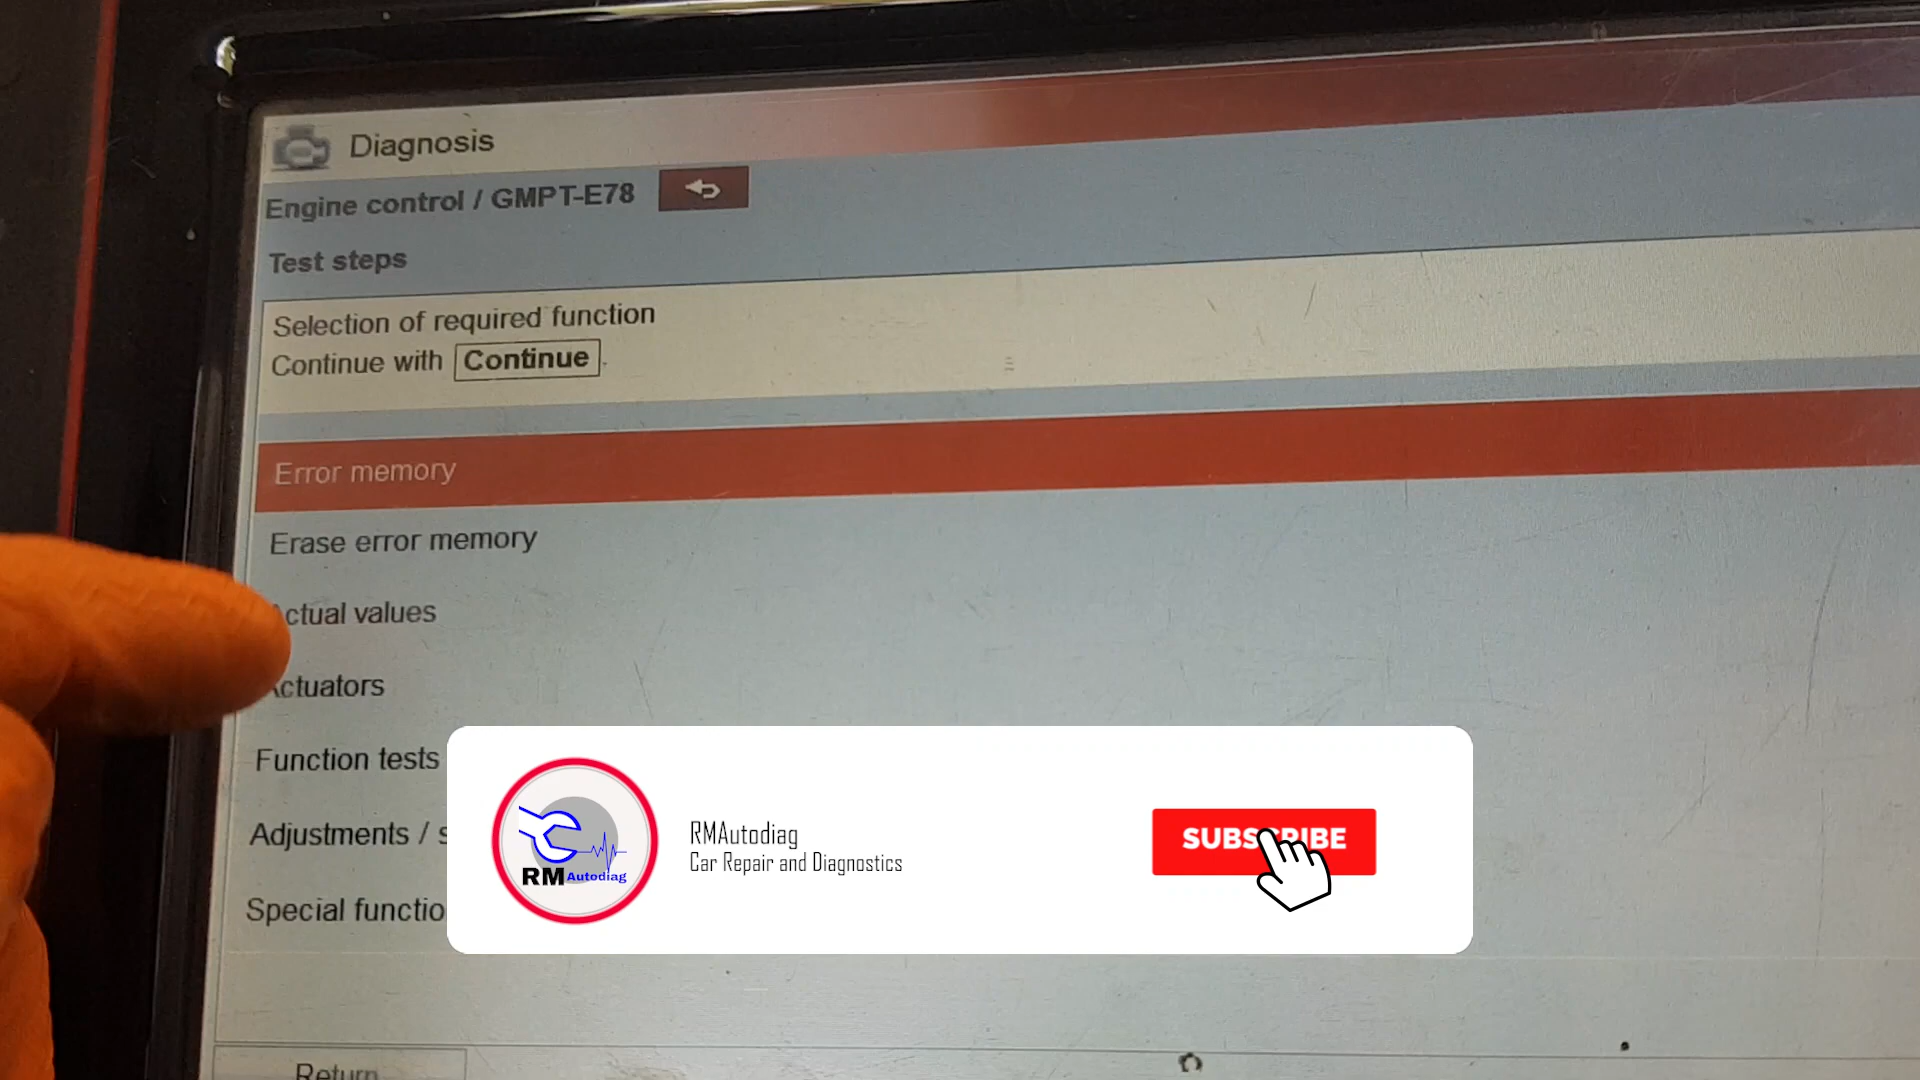 Diagnosis
Engine control / GMPT-E78
Test steps
Selection of required function
Continue with Continue.
Error memory
Erase error memory
ctual values
ctuators
Function tests
Adjustments / s
Special functio
RMAutodiag
Car Repair and Diagnostics
RM Autodiag
SUBSCRIBE
Return